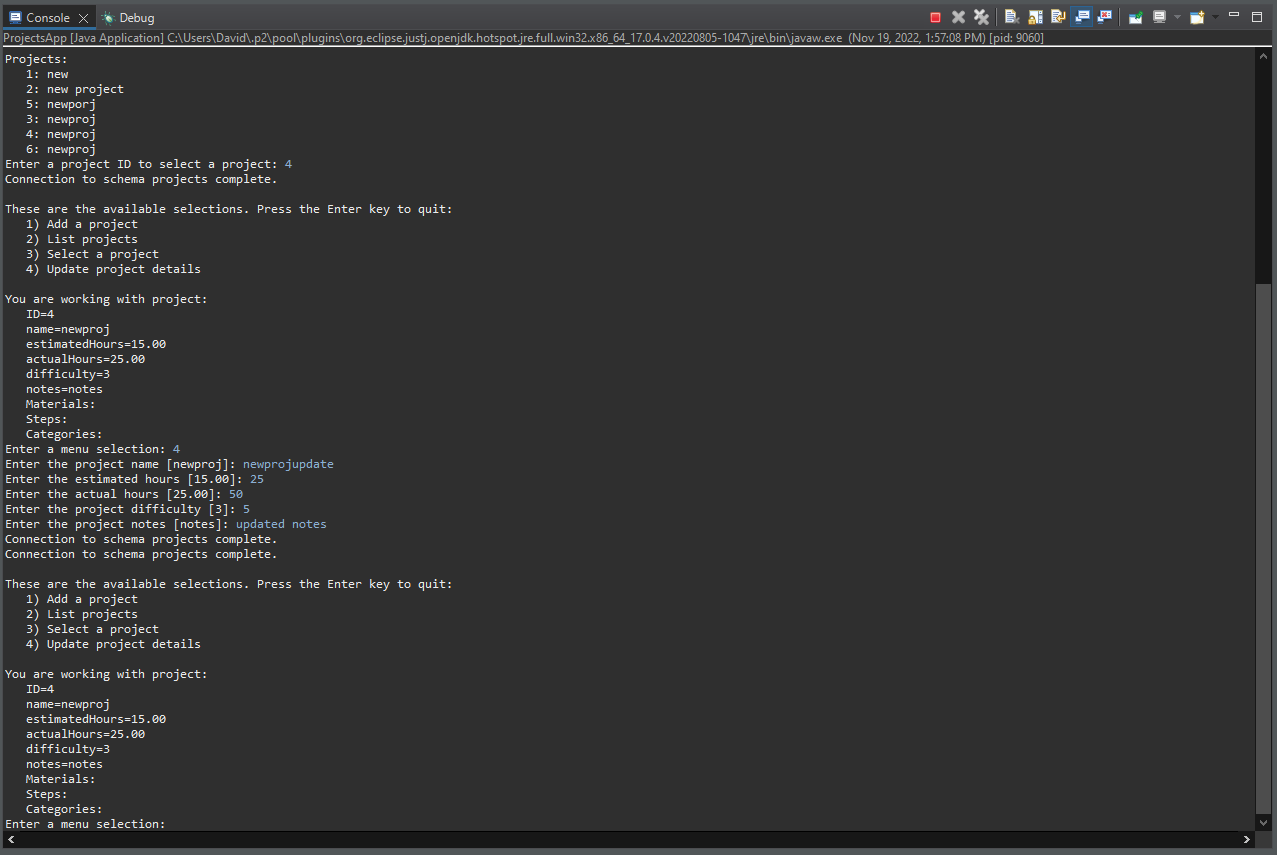 Console
Debug
ProjectsApp [Java Application] C:\Users\David\.p2\pool\plugins\org.eclipse.justj.openjdk.hotspot.jre.full.win32.x86_64_17.0.4.v20220805-1047\jre\bin\javaw.exe (Nov 19, 2022, 1:57:08 PM) [pid: 9060]
Projects:
   1: new
   2: new project
   5: newporj
   3: newproj
   4: newproj
   6: newproj
Enter a project ID to select a project: 4
Connection to schema projects complete.

These are the available selections. Press the Enter key to quit:
   1) Add a project
   2) List projects
   3) Select a project
   4) Update project details

You are working with project:
   ID=4
   name=newproj
   estimatedHours=15.00
   actualHours=25.00
   difficulty=3
   notes=notes
   Materials:
   Steps:
   Categories:
Enter a menu selection: 4
Enter the project name [newproj]: newprojupdate
Enter the estimated hours [15.00]: 25
Enter the actual hours [25.00]: 50
Enter the project difficulty [3]: 5
Enter the project notes [notes]: updated notes
Connection to schema projects complete.
Connection to schema projects complete.

These are the available selections. Press the Enter key to quit:
   1) Add a project
   2) List projects
   3) Select a project
   4) Update project details

You are working with project:
   ID=4
   name=newproj
   estimatedHours=15.00
   actualHours=25.00
   difficulty=3
   notes=notes
   Materials:
   Steps:
   Categories:
Enter a menu selection: